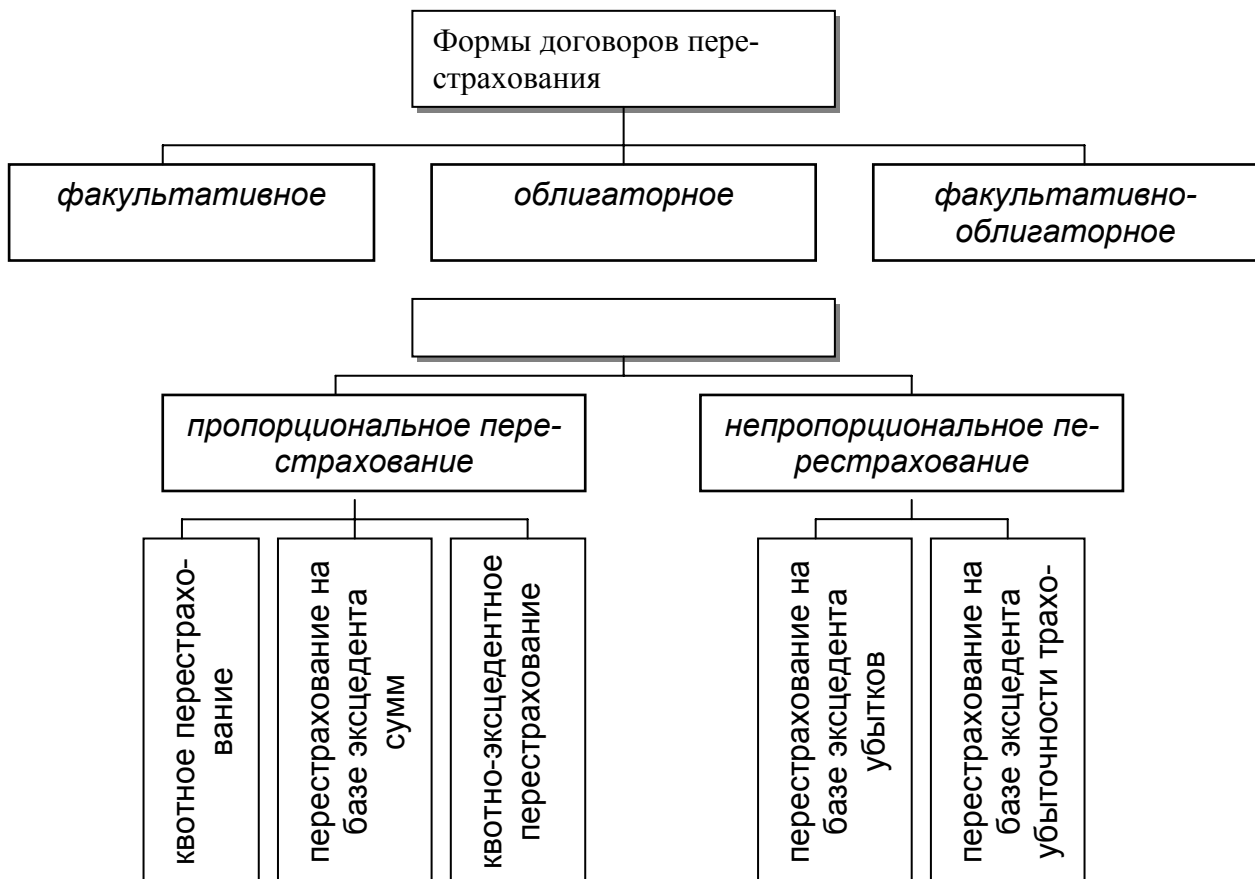 Формы договоров пере-
страхования
факультативное
облигаторное
факультативно-
облигаторное
пропорциональное пере-
страхование
непропорциональное пе-
рестрахование
квотное перестрахо-
вание
перестрахование на
базе эксцедента
сумм
квотно-эксцедентное
перестрахование
перестрахование на
базе эксцедента
убытков
перестрахование на
базе эксцедента
убыточности трахо-